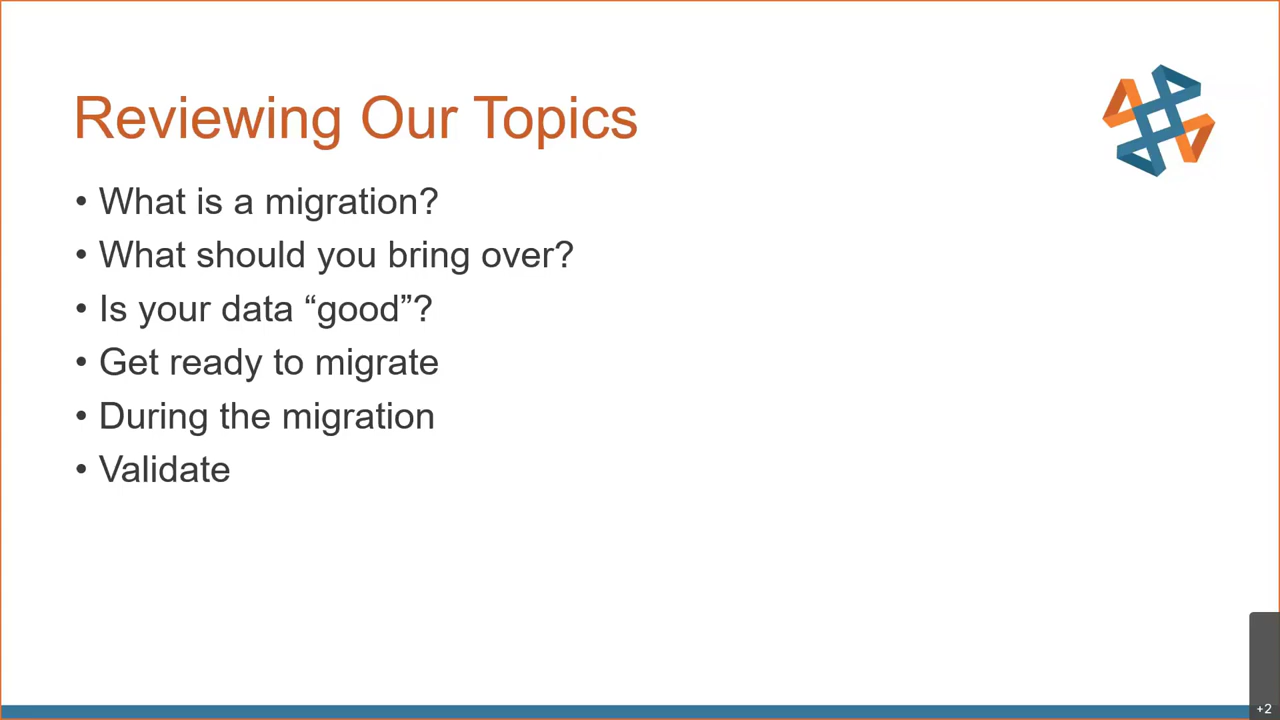 Reviewing Our Topics
• What is a migration?
• What should you bring over?
• Is your data “good”?
• Get ready to migrate
• During the migration
• Validate
+2